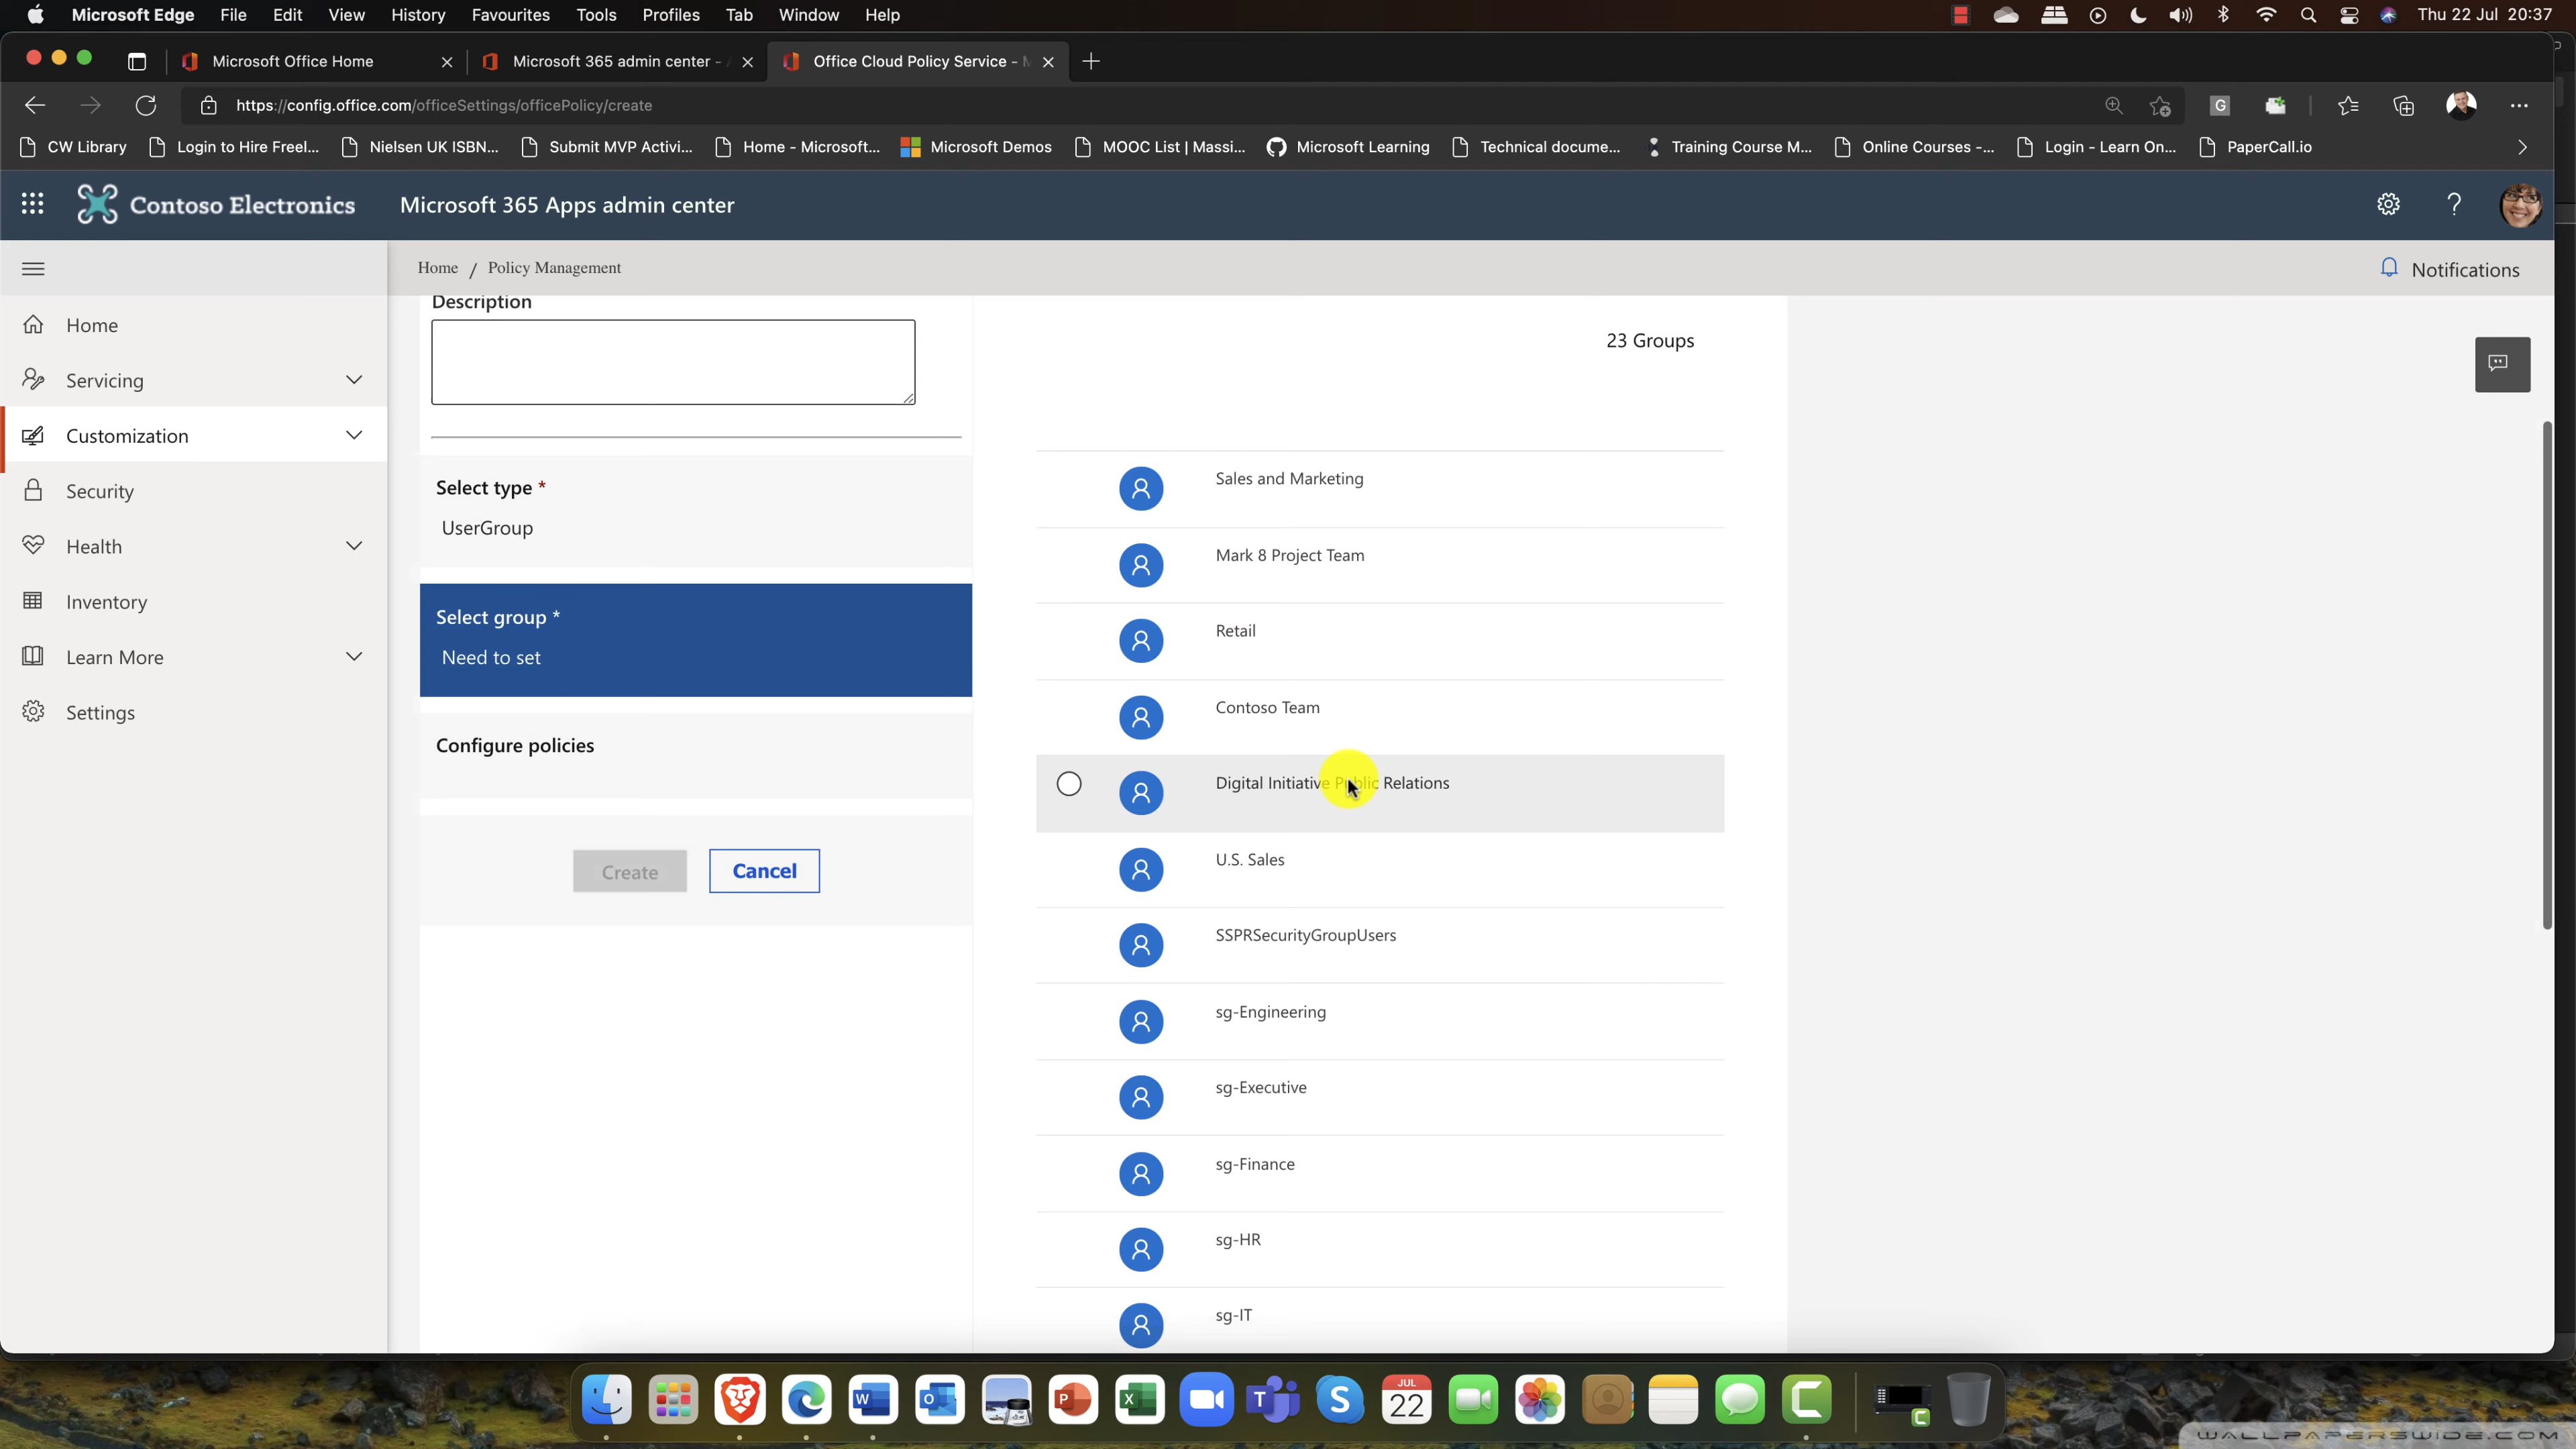 Microsoft Edge File Edit View History Favourites Tools Profiles Tab Window Help Thu 22 Jul 20:37
Microsoft Office Home Microsoft 365 admin center - Office Cloud Policy Service -
https://config.office.com/officeSettings/officePolicy/create
CW Library Login to Hire Freel... Nielsen UK ISBN... Submit MVP Activi... Home - Microsoft... Microsoft Demos MOOC List | Massi... Microsoft Learning Technical docume... Training Course M... Online Courses -... Login - Learn On... PaperCall.io
Contoso Electronics Microsoft 365 Apps admin center
Home / Policy Management Notifications
Home
Servicing
Customization
Security
Health
Inventory
Learn More
Settings
Description
Select type *
UserGroup
Select group *
Need to set
Configure policies
Create Cancel
23 Groups
Sales and Marketing
Mark 8 Project Team
Retail
Contoso Team
Digital Initiative Public Relations
U.S. Sales
SSPRSecurityGroupUsers
sg-Engineering
sg-Executive
sg-Finance
sg-HR
sg-IT
JUL
22
WALLPAPERSWIDE.COM